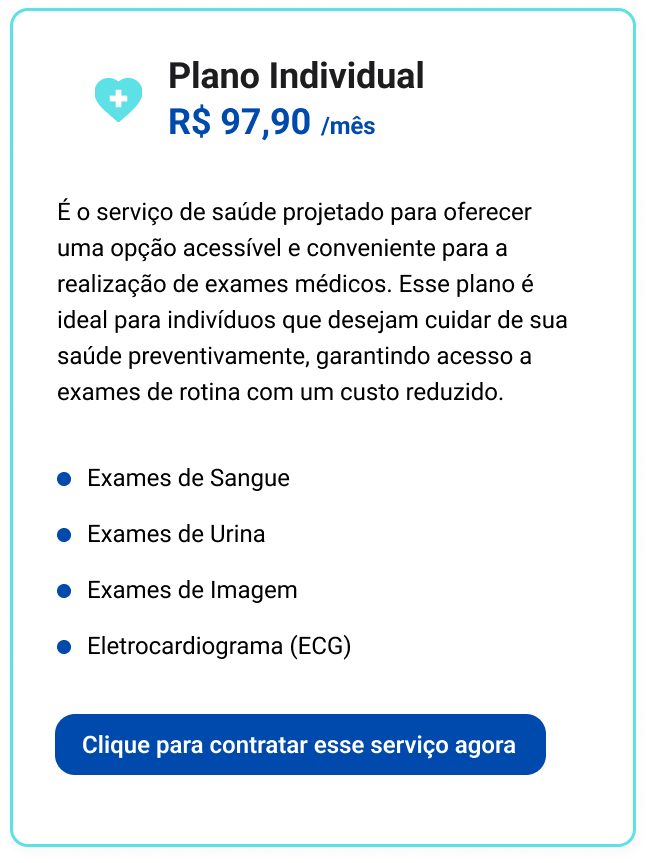 Plano Individual
R$ 97,90 /mês
É o serviço de saúde projetado para oferecer
uma opção acessível e conveniente para a
realização de exames médicos. Esse plano é
ideal para indivíduos que desejam cuidar de sua
saúde preventivamente, garantindo acesso a
exames de rotina com um custo reduzido.
Exames de Sangue
Exames de Urina
Exames de Imagem
Eletrocardiograma (ECG)
Clique para contratar esse serviço agora